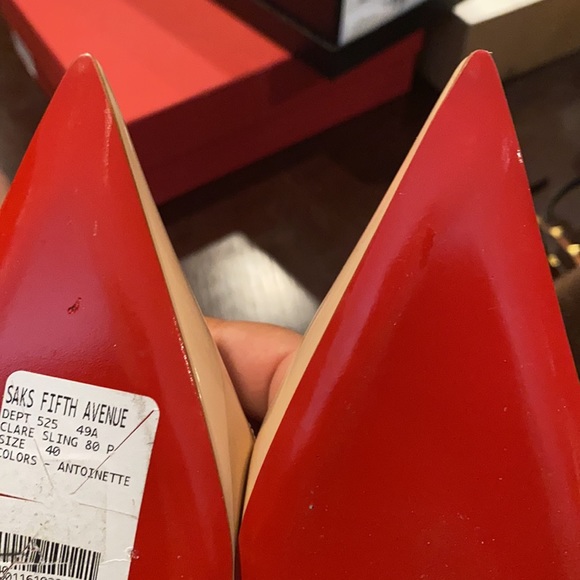 SAKS FIFTH AVENUE
DEPT 525 49A
CLARE SLING 80 P
SIZE 40
COLORS - ANTOINETTE